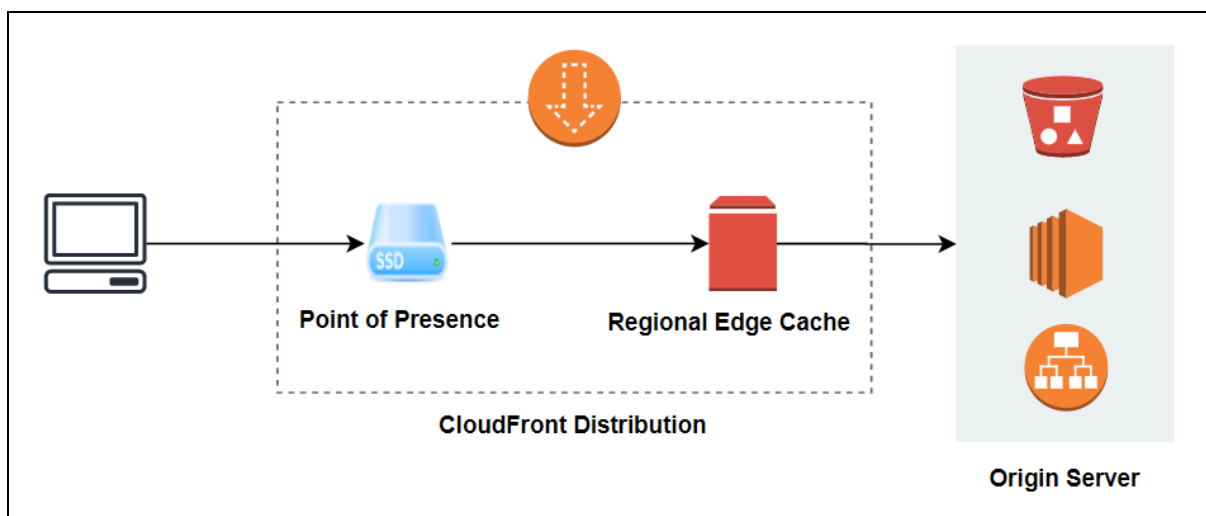 SSD
Point of Presence
Regional Edge Cache
CloudFront Distribution
Origin Server